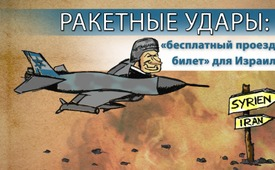 РАКЕТНЫЕ УДАРЫ:
«бесплатный проезд
билет» для Израил
SYRIEN
IRAN